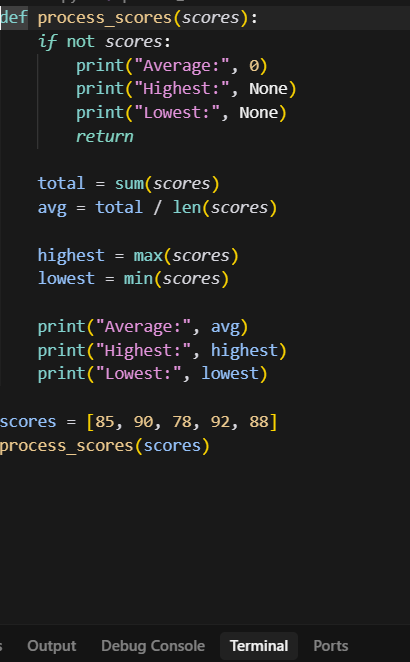 def process_scores(scores):
    if not scores:
        print("Average:", 0)
        print("Highest:", None)
        print("Lowest:", None)
        return

    total = sum(scores)
    avg = total / len(scores)

    highest = max(scores)
    lowest = min(scores)

    print("Average:", avg)
    print("Highest:", highest)
    print("Lowest:", lowest)

scores = [85, 90, 78, 92, 88]
process_scores(scores)
Output Debug Console Terminal Ports